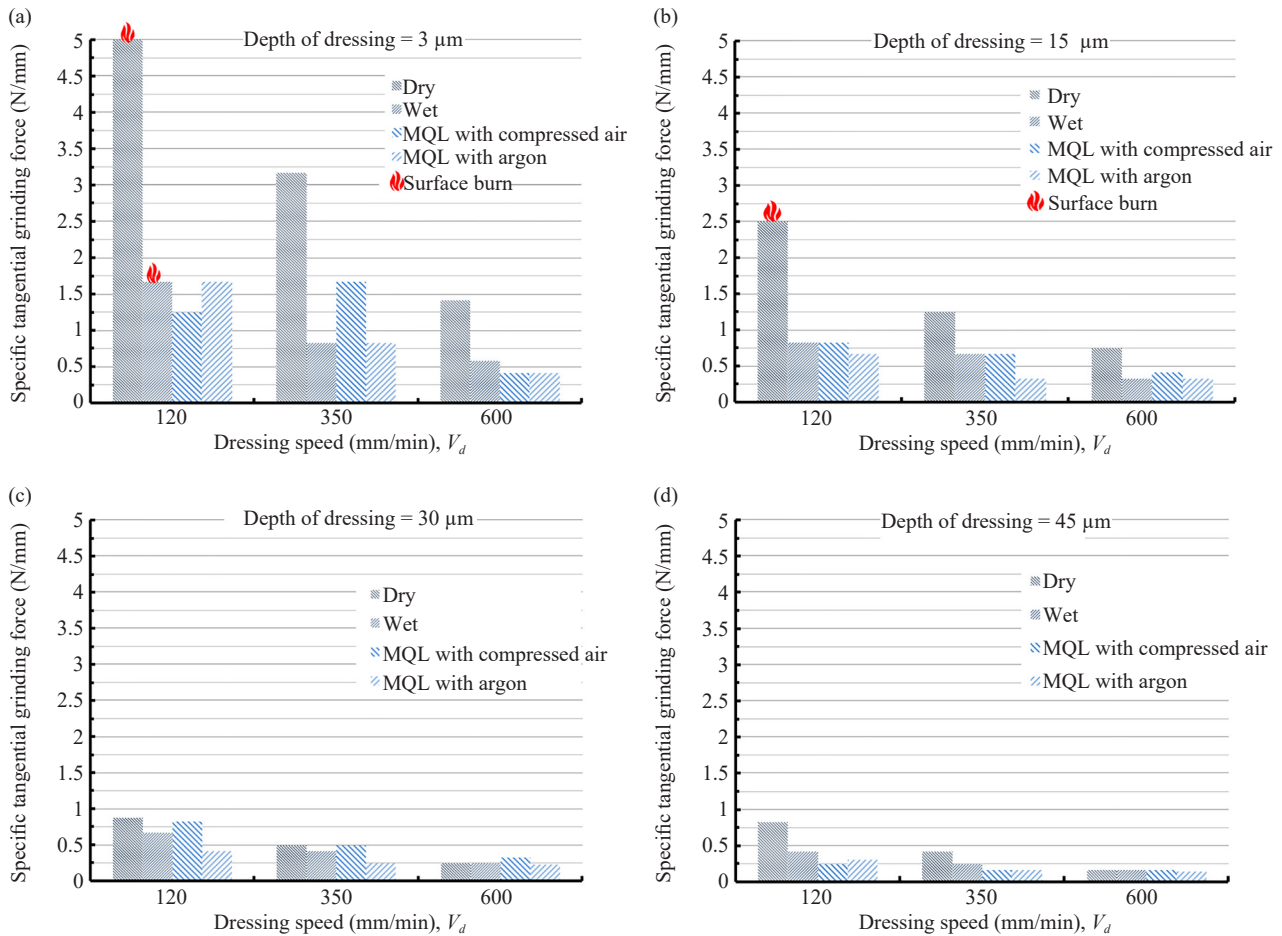 (a)
Depth of dressing = 3 µm
Specific tangential grinding force (N/mm)
5
4.5
4
3.5
3
2.5
2
1.5
1
0.5
0
Dry
Wet
MQL with compressed air
MQL with argon
Surface burn
120
350
600
Dressing speed (mm/min), V_d
(b)
Depth of dressing = 15 µm
Specific tangential grinding force (N/mm)
5
4.5
4
3.5
3
2.5
2
1.5
1
0.5
0
Dry
Wet
MQL with compressed air
MQL with argon
Surface burn
120
350
600
Dressing speed (mm/min), V_d
(c)
Depth of dressing = 30 µm
Specific tangential grinding force (N/mm)
5
4.5
4
3.5
3
2.5
2
1.5
1
0.5
0
Dry
Wet
MQL with compressed air
MQL with argon
120
350
600
Dressing speed (mm/min), V_d
(d)
Depth of dressing = 45 µm
Specific tangential grinding force (N/mm)
5
4.5
4
3.5
3
2.5
2
1.5
1
0.5
0
Dry
Wet
MQL with compressed air
MQL with argon
120
350
600
Dressing speed (mm/min), V_d